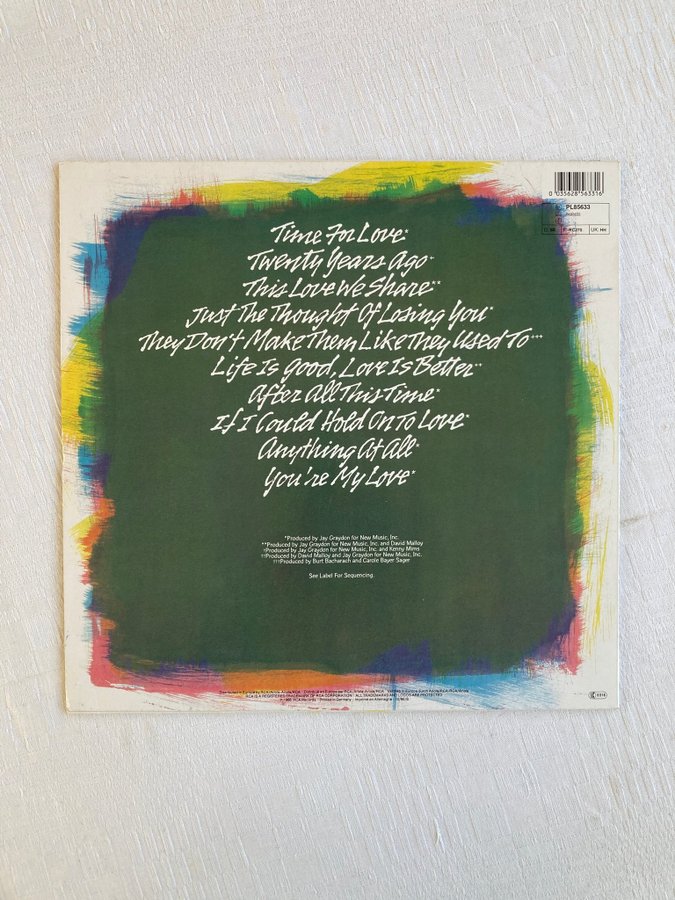 0 035628 563316
PL85633
UK: HH
Time For Love*
Twenty Years Ago+
This Love We Share**
Just The Thought Of Losing You*
They Don't Make Them Like They Used To+++
Life Is Good, Love Is Better++
After All This Time*
If I Could Hold On To Love*
Anything At All*
You're My Love*
*Produced by Jay Graydon for New Music, Inc.
**Produced by Jay Graydon for New Music, Inc. and David Malloy
†Produced by Jay Graydon for New Music, Inc. and Kenny Mims
††Produced by David Malloy and Jay Graydon for New Music, Inc.
†††Produced by Burt Bacharach and Carole Bayer Sager
See Label For Sequencing.